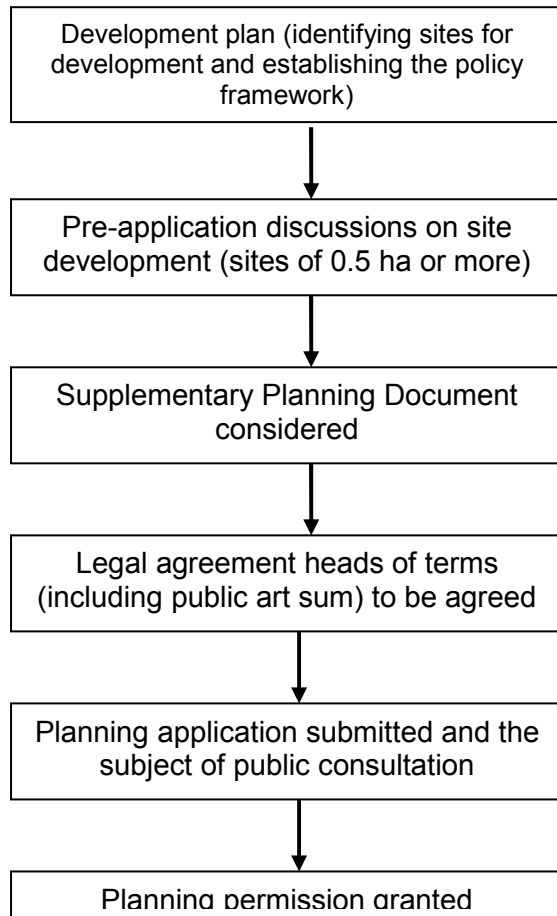 Development plan (identifying sites for
development and establishing the policy
framework)
Pre-application discussions on site
development (sites of 0.5 ha or more)
Supplementary Planning Document
considered
Legal agreement heads of terms
(including public art sum) to be agreed
Planning application submitted and the
subject of public consultation
Planning permission granted